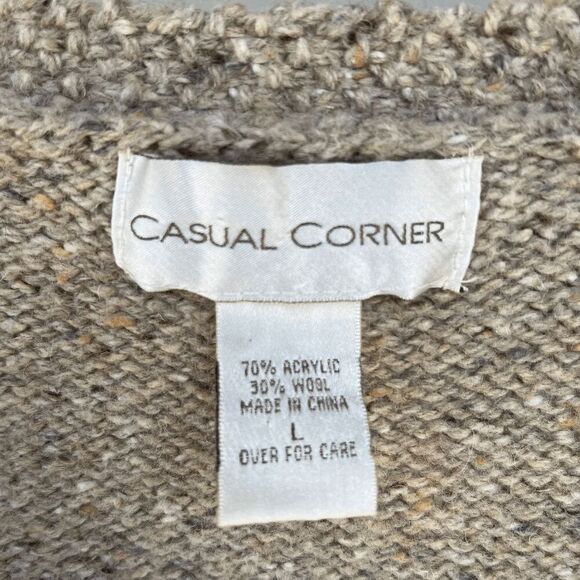 CASUAL CORNER
70% ACRYLIC
30% WOOL
MADE IN CHINA
L
OVER FOR CARE